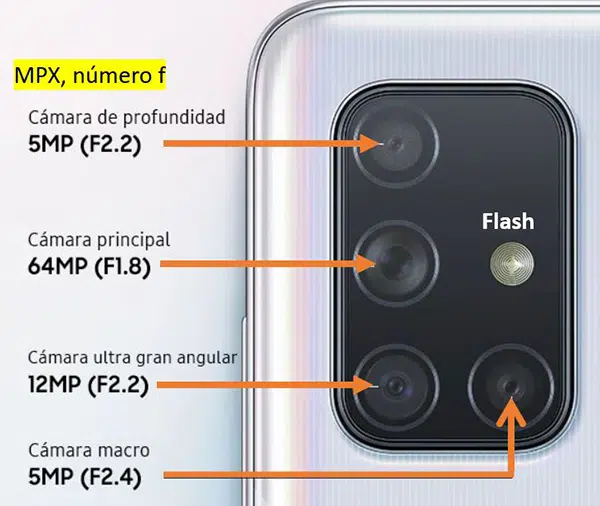 MPX, número f
Cámara de profundidad
5MP (F2.2)
Cámara principal
64MP (F1.8)
Flash
Cámara ultra gran angular
12MP (F2.2)
Cámara macro
5MP (F2.4)